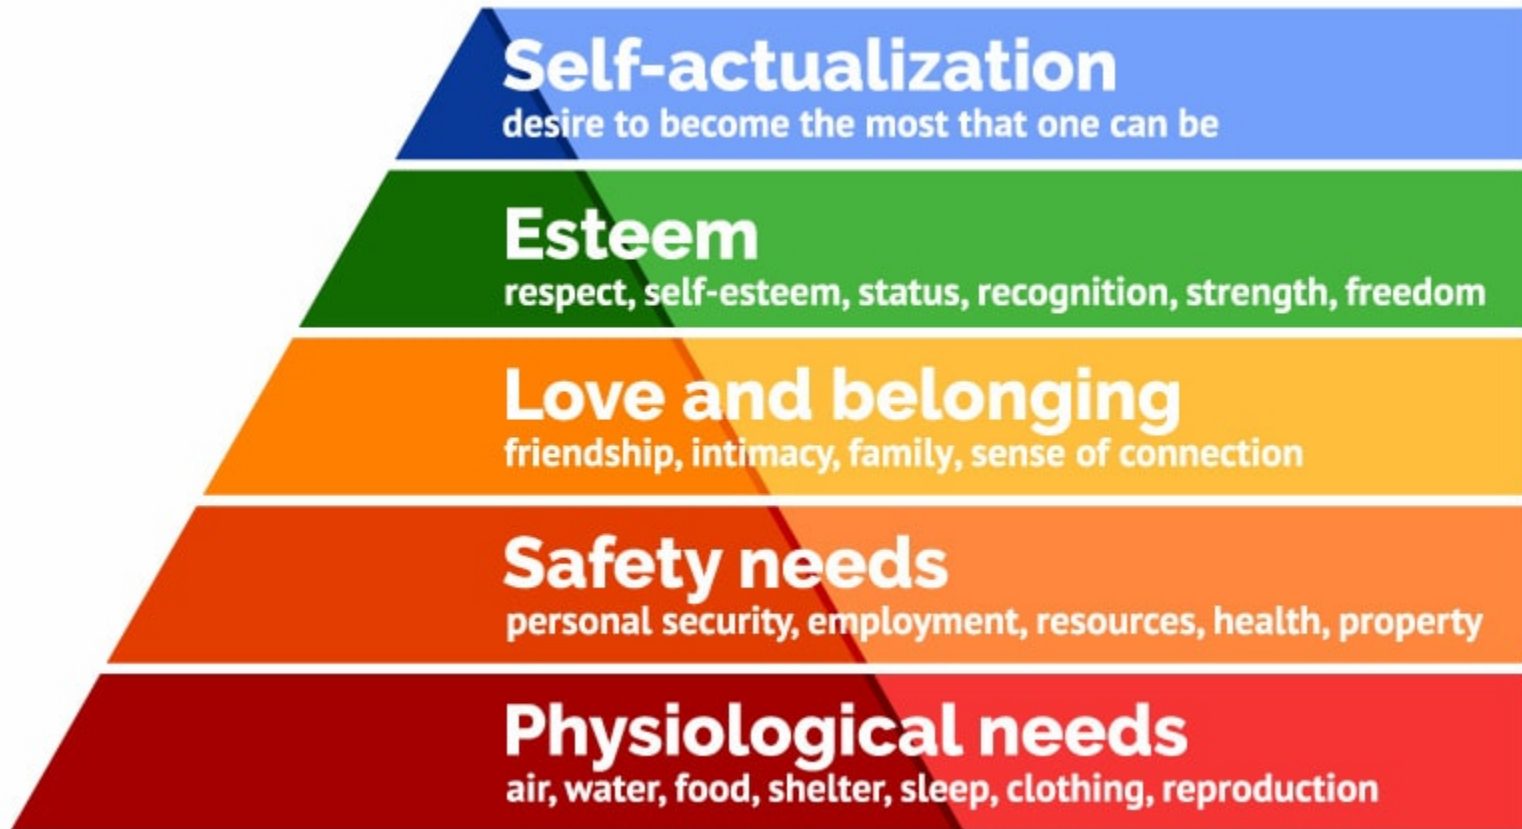 Self-actualization
desire to become the most that one can be
Esteem
respect, self-esteem, status, recognition, strength, freedom
Love and belonging
friendship, intimacy, family, sense of connection
Safety needs
personal security, employment, resources, health, property
Physiological needs
air, water, food, shelter, sleep, clothing, reproduction